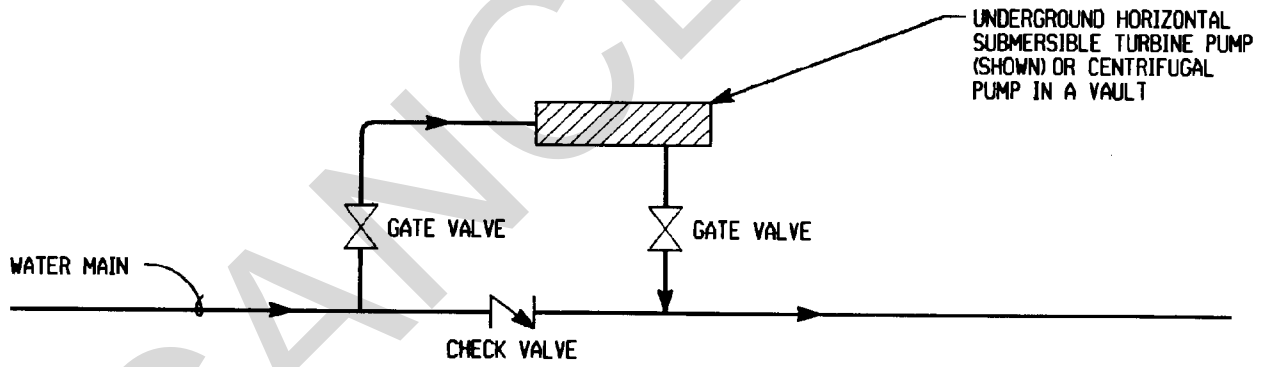 UNDERGROUND HORIZONTAL
SUBMERSIBLE TURBINE PUMP
(SHOWN) OR CENTRIFUGAL
PUMP IN A VAULT
GATE VALVE
GATE VALVE
WATER MAIN
CHECK VALVE